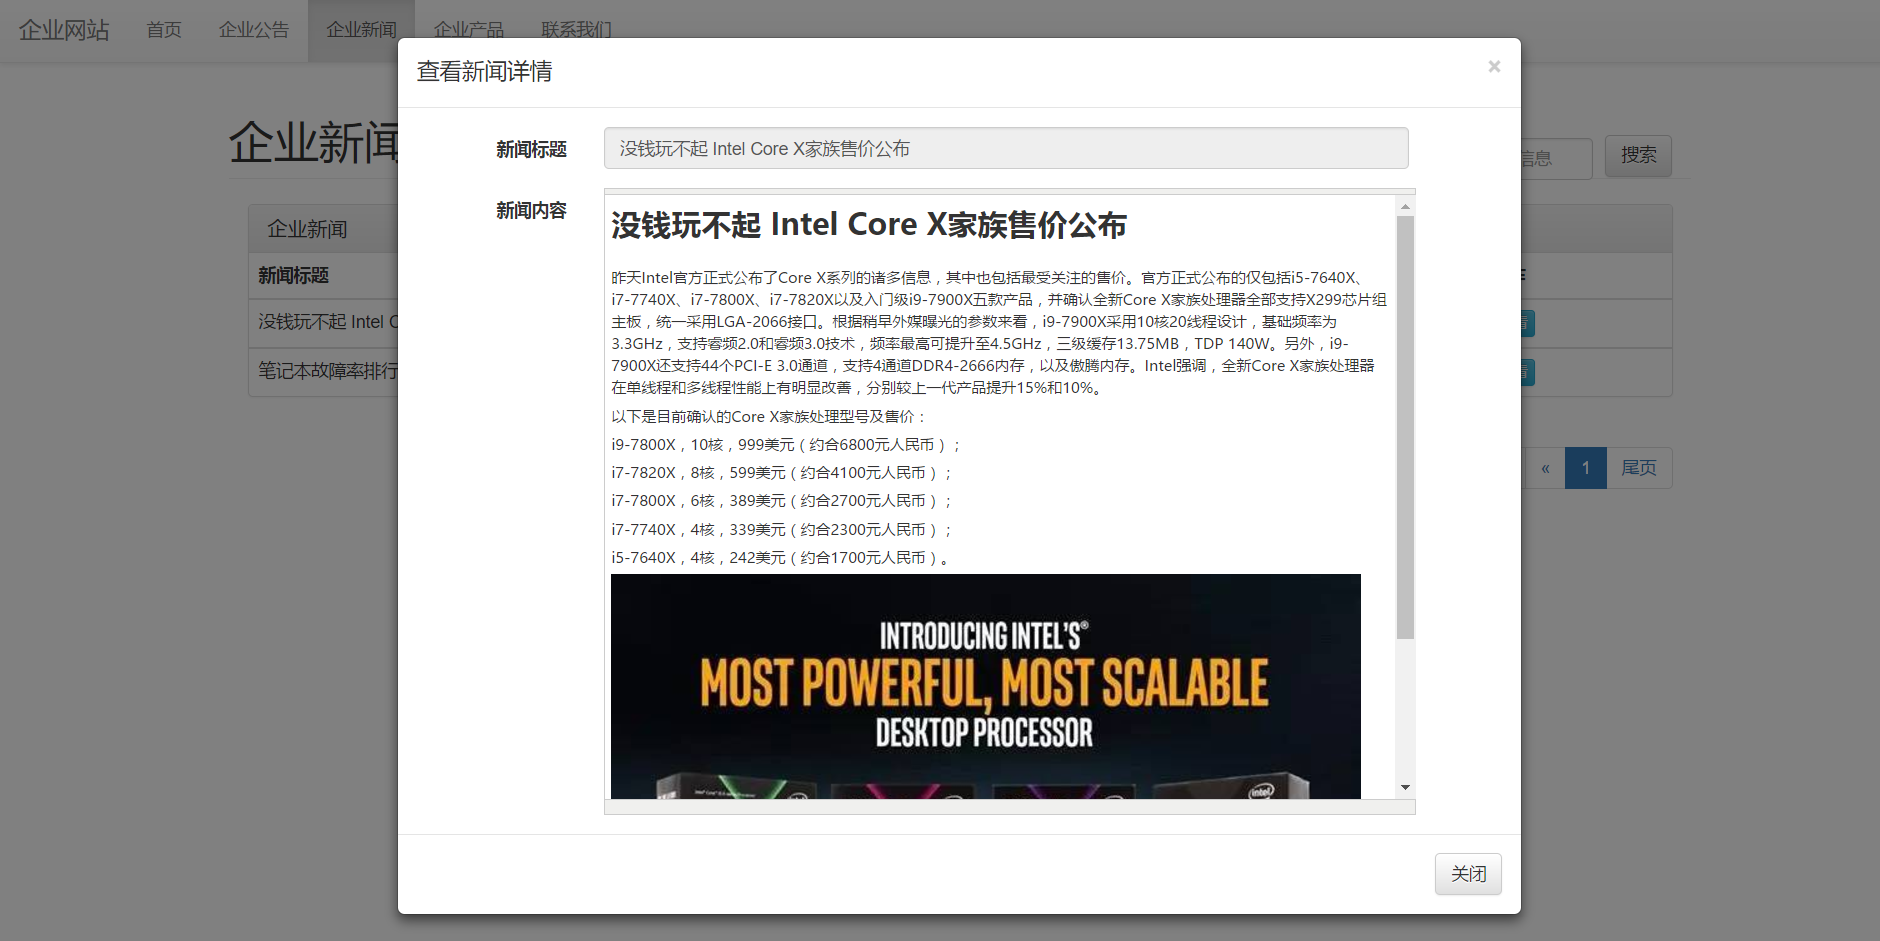 企业网站 首页 企业公告 企业新闻 企业产品 联系我们
查看新闻详情 ×
企业新闻
新闻标题 没钱玩不起 Intel Core X家族售价公布
信息 搜索
新闻内容
企业新闻
新闻标题
没钱玩不起 Intel C
笔记本故障率排行
没钱玩不起 Intel Core X家族售价公布
昨天Intel官方正式公布了Core X系列的诸多信息，其中也包括最受关注的售价。官方正式公布的仅包括i5-7640X、
i7-7740X、i7-7800X、i7-7820X以及入门级i9-7900X五款产品，并确认全新Core X家族处理器全部支持X299芯片组
主板，统一采用LGA-2066接口。根据稍早外媒曝光的参数来看，i9-7900X采用10核20线程设计，基础频率为
3.3GHz，支持睿频2.0和睿频3.0技术，频率最高可提升至4.5GHz，三级缓存13.75MB，TDP 140W。另外，i9-
7900X还支持44个PCI-E 3.0通道，支持4通道DDR4-2666内存，以及傲腾内存。Intel强调，全新Core X家族处理器
在单线程和多线程性能上有明显改善，分别较上一代产品提升15%和10%。
以下是目前确认的Core X家族处理型号及售价：
i9-7800X，10核，999美元（约合6800元人民币）；
i7-7820X，8核，599美元（约合4100元人民币）；
i7-7800X，6核，389美元（约合2700元人民币）；
i7-7740X，4核，339美元（约合2300元人民币）；
i5-7640X，4核，242美元（约合1700元人民币）。
« 1 尾页
INTRODUCING INTEL'S®
MOST POWERFUL, MOST SCALABLE
DESKTOP PROCESSOR
intel
关闭